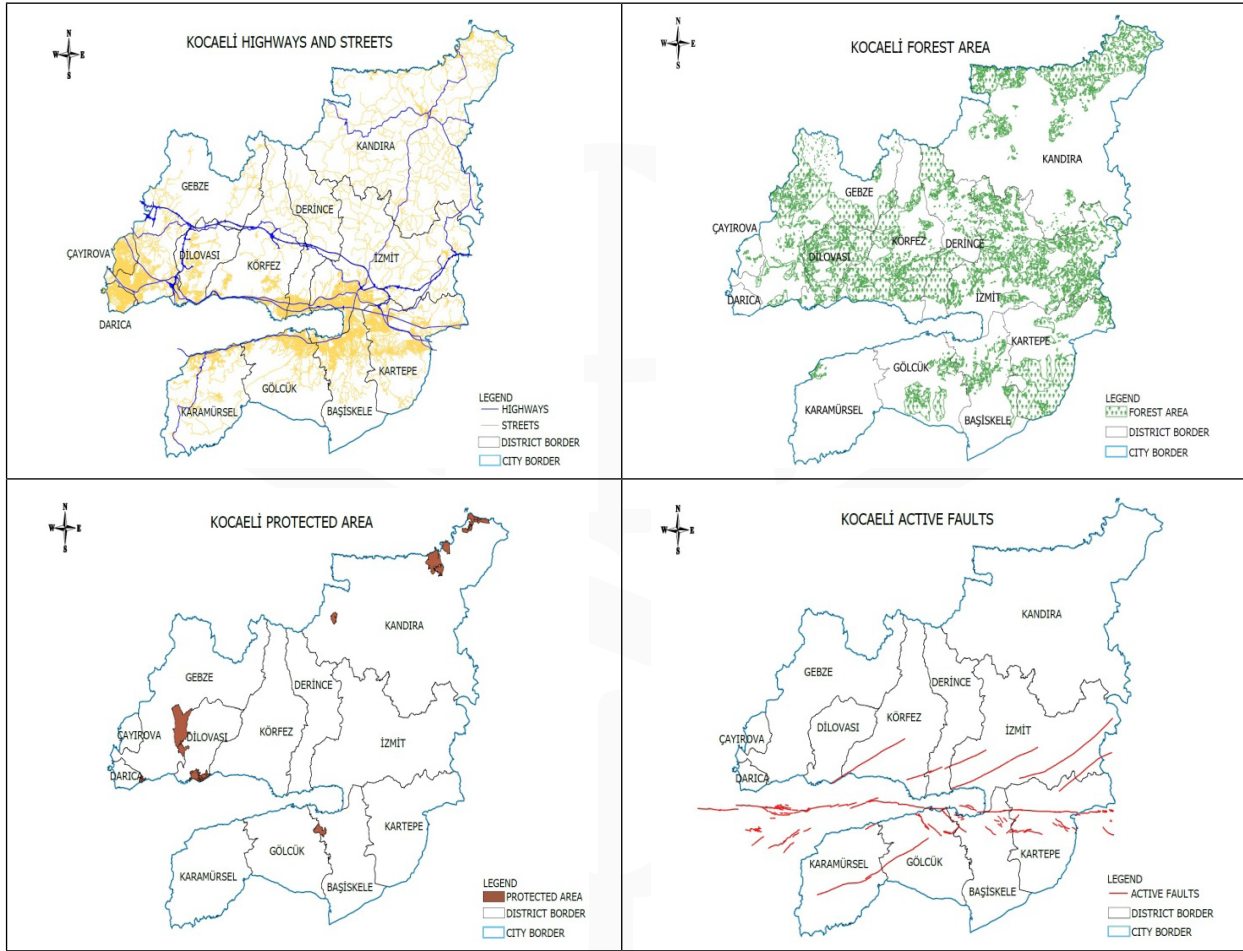 N
W E
S
KOCAELİ HIGHWAYS AND STREETS
KANDIRA
GEBZE
DERİNCE
ÇAYIROVA
DİLOVASI
KÖRFEZ
İZMİT
DARICA
GÖLCÜK
KARTEPE
KARAMÜRSEL
BAŞİSKELE
LEGEND
HIGHWAYS
STREETS
DISTRICT BORDER
CITY BORDER
N
W E
S
KOCAELİ FOREST AREA
KANDIRA
GEBZE
ÇAYIROVA
KÖRFEZ
DERİNCE
DİLOVASI
DARICA
İZMİT
KARTEPE
GÖLCÜK
KARAMÜRSEL
BAŞİSKELE
LEGEND
FOREST AREA
DISTRICT BORDER
CITY BORDER
N
W E
S
KOCAELİ PROTECTED AREA
KANDIRA
GEBZE
DERİNCE
ÇAYIROVA
DİLOVASI
KÖRFEZ
İZMİT
DARICA
KARTEPE
GÖLCÜK
KARAMÜRSEL
BAŞİSKELE
LEGEND
PROTECTED AREA
DISTRICT BORDER
CITY BORDER
N
W E
S
KOCAELİ ACTIVE FAULTS
KANDIRA
GEBZE
DERİNCE
KÖRFEZ
DİLOVASI
İZMİT
ÇAYIROVA
DARICA
KARTEPE
KARAMÜRSEL
GÖLCÜK
BAŞİSKELE
LEGEND
ACTIVE FAULTS
DISTRICT BORDER
CITY BORDER